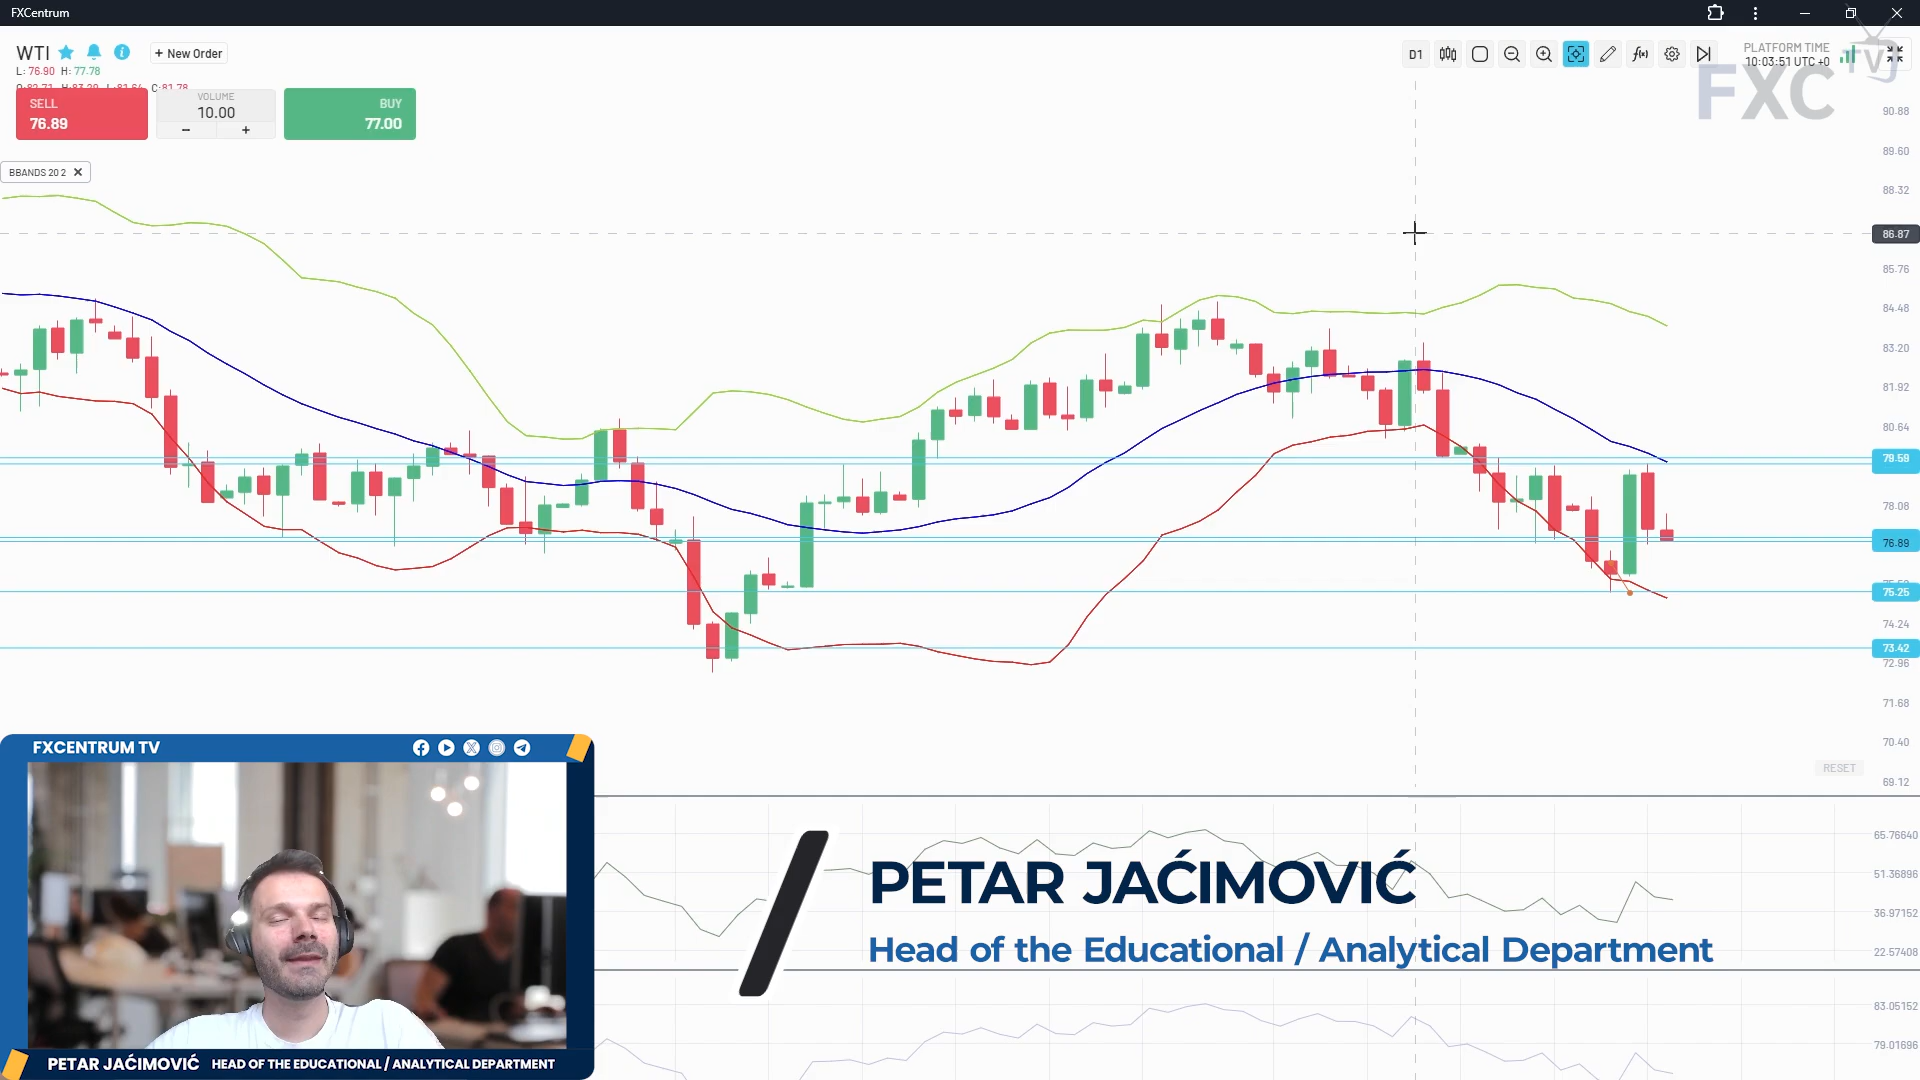 FXCentrum
WTI
+ New Order
L: 76.90 H: 77.78
C: 81.78
SELL
76.89
VOLUME
10.00
- +
BUY
77.00
BBANDS 20 2 ✕
D1
f(x)
PLATFORM TIME
10:03:51 UTC +0
FXC
TV
90.88
89.60
88.32
86.87
85.76
84.48
83.20
81.92
80.64
79.59
78.08
76.89
75.25
74.24
73.42
72.96
71.68
70.40
69.12
RESET
65.76640
51.36896
36.97152
22.57408
83.05152
79.01696
FXCENTRUM TV
PETAR JAĆIMOVIĆ
Head of the Educational / Analytical Department
PETAR JAĆIMOVIĆ HEAD OF THE EDUCATIONAL / ANALYTICAL DEPARTMENT